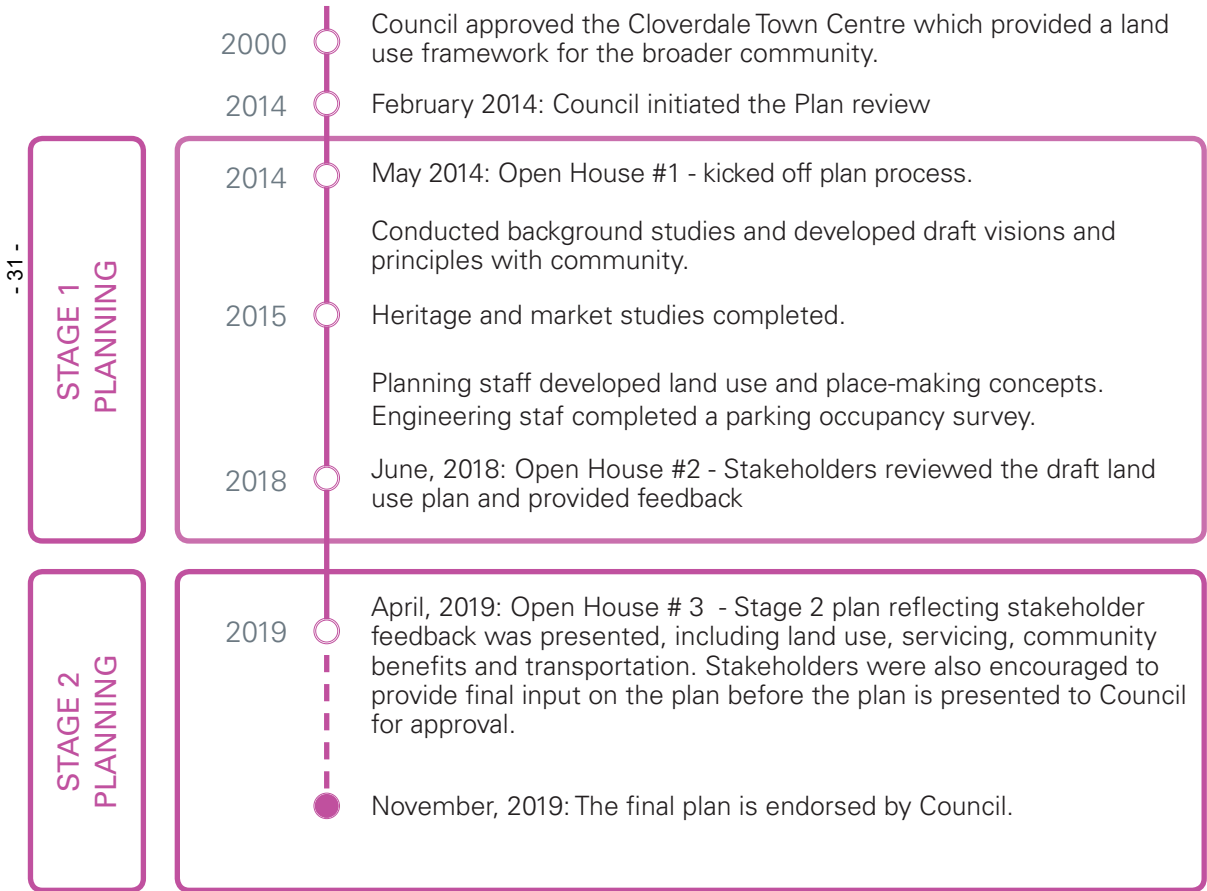 2000
Council approved the Cloverdale Town Centre which provided a land
use framework for the broader community.
2014
February 2014: Council initiated the Plan review
- 31 -
STAGE 1
PLANNING
2014
May 2014: Open House #1 - kicked off plan process.
Conducted background studies and developed draft visions and
principles with community.
2015
Heritage and market studies completed.
Planning staff developed land use and place-making concepts.
Engineering staf completed a parking occupancy survey.
2018
June, 2018: Open House #2 - Stakeholders reviewed the draft land
use plan and provided feedback
STAGE 2
PLANNING
2019
April, 2019: Open House # 3 - Stage 2 plan reflecting stakeholder
feedback was presented, including land use, servicing, community
benefits and transportation. Stakeholders were also encouraged to
provide final input on the plan before the plan is presented to Council
for approval.
November, 2019: The final plan is endorsed by Council.